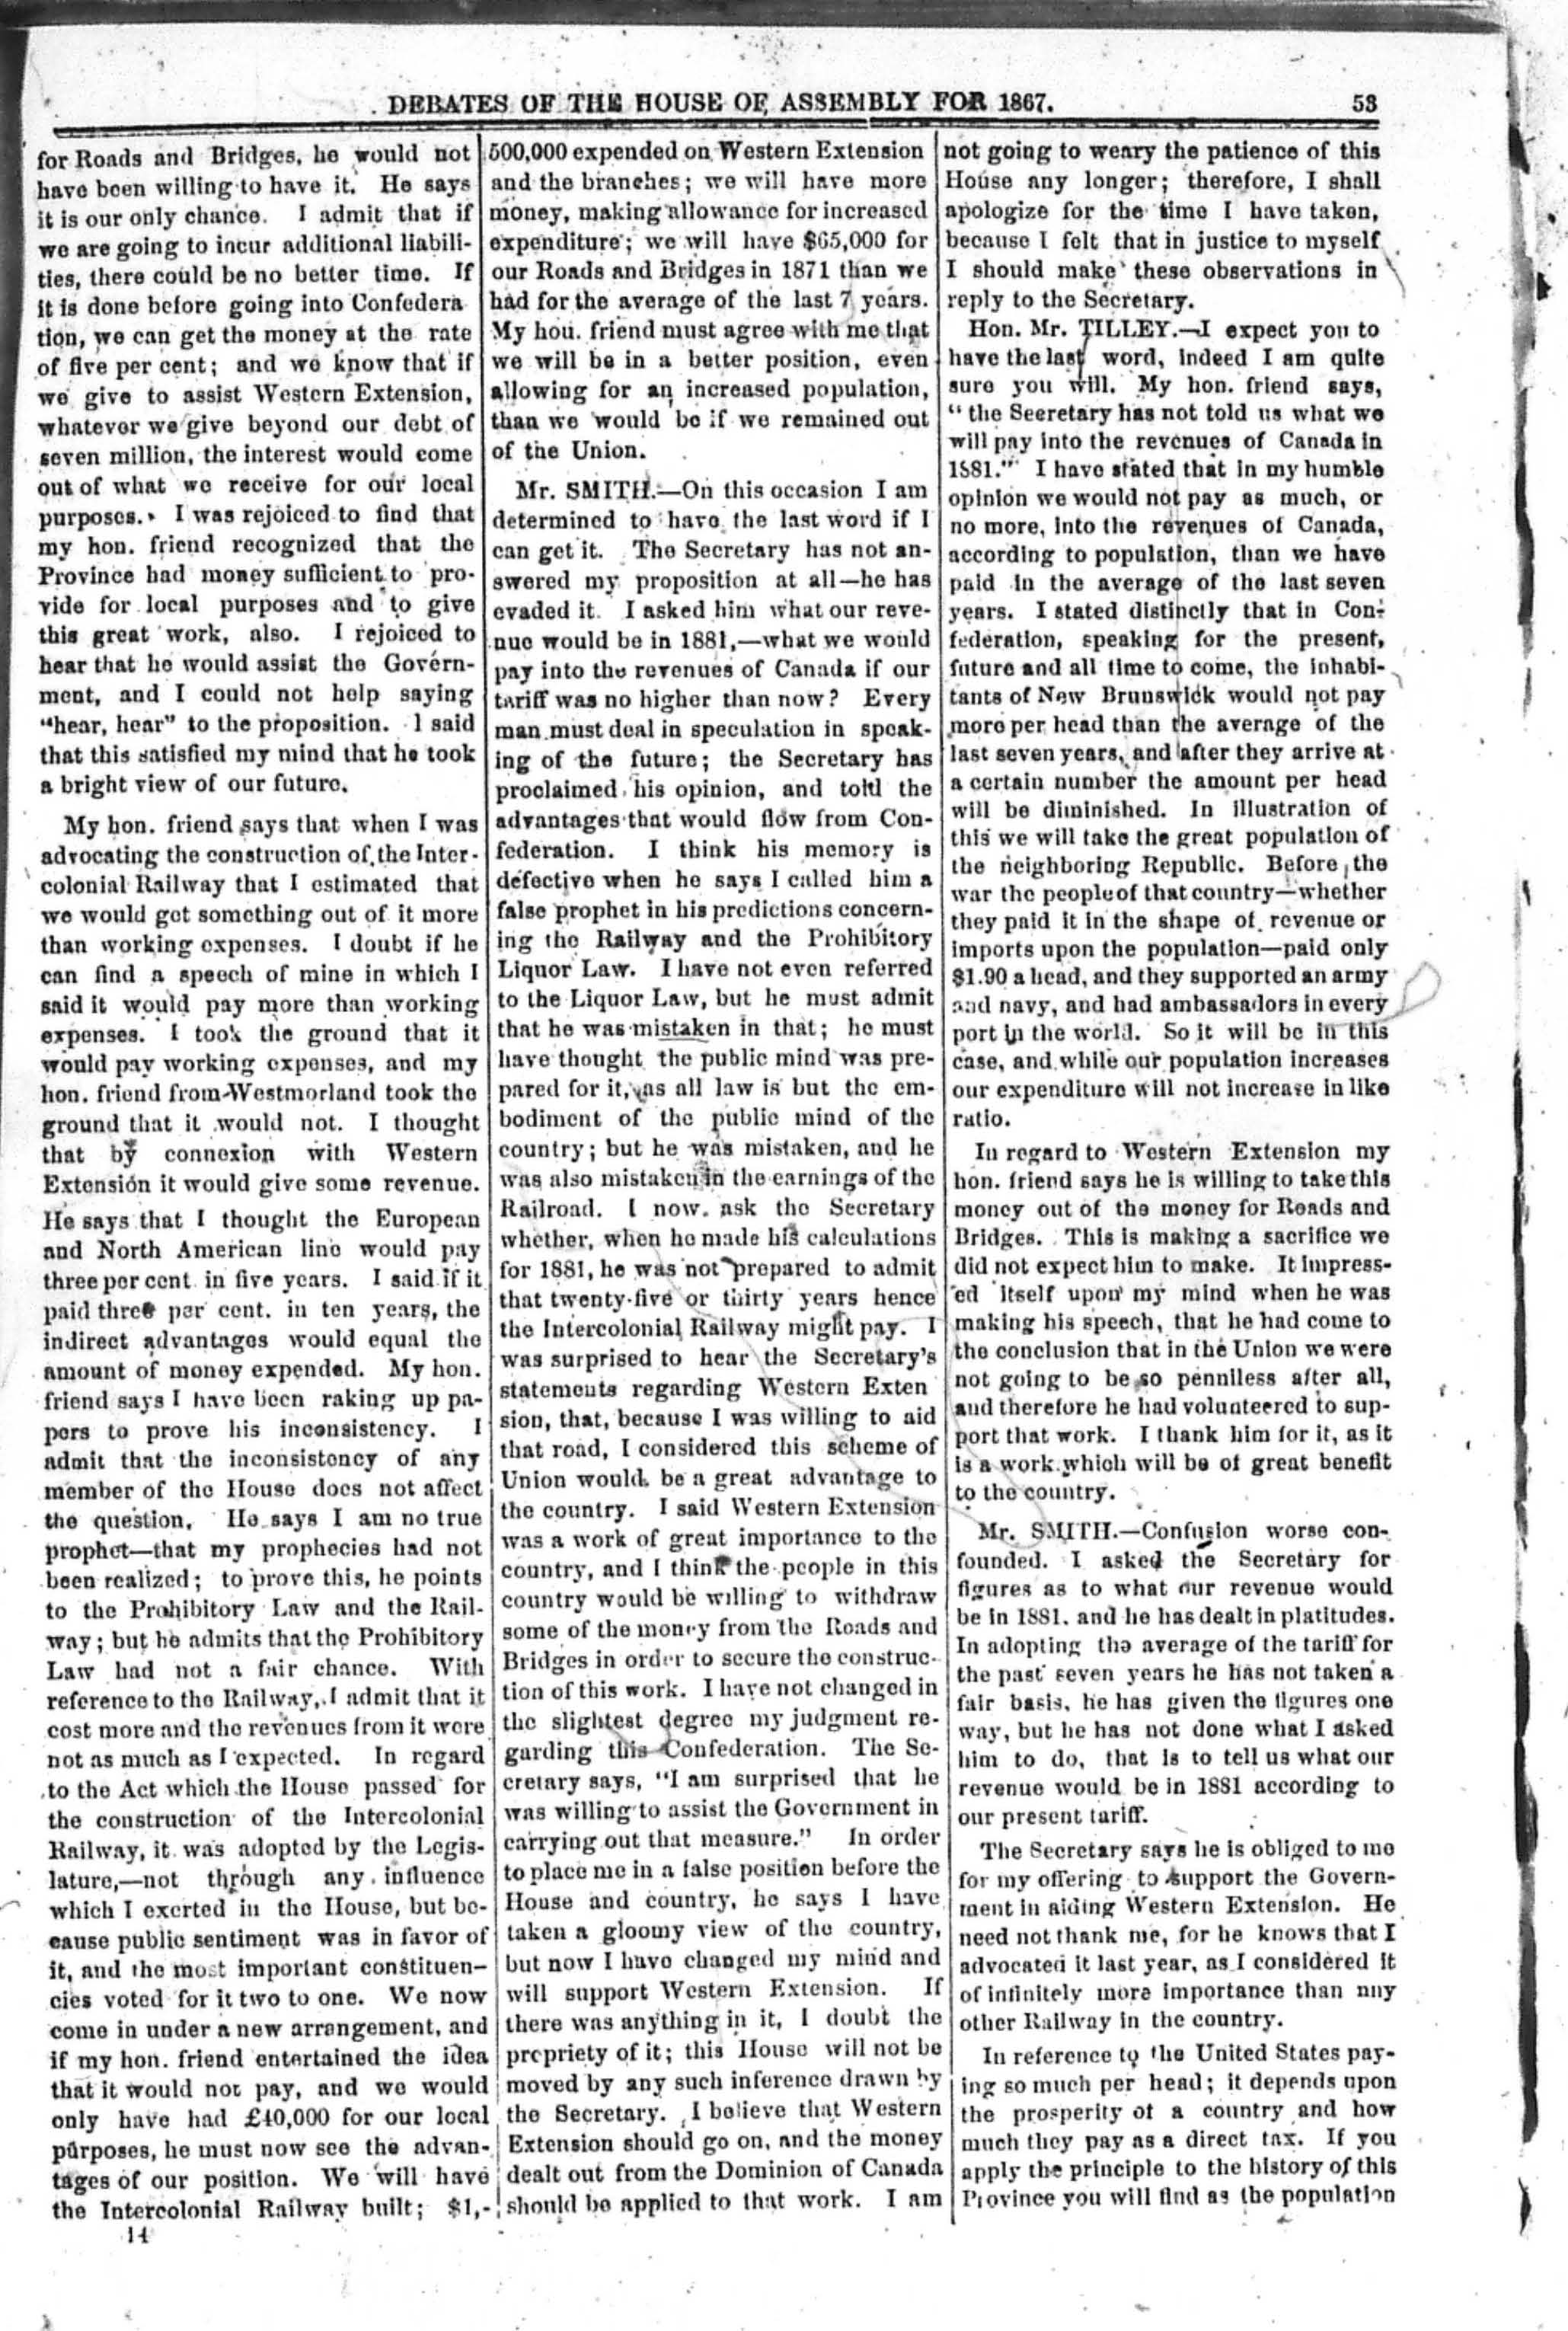 DEBATES OF THE HOUSE OF ASSEMBLY FOR 1867. 53
for Roads and Bridges, he would not
have been willing to have it. He says
it is our only chance. I admit that if
we are going to incur additional liabili-
ties, there could be no better time. If
it is done before going into Confedera
tion, we can get the money at the rate
of five per cent; and we know that if
we give to assist Western Extension,
whatever we give beyond our debt of
seven million, the interest would come
out of what we receive for our local
purposes. I was rejoiced to find that
my hon. friend recognized that the
Province had money sufficient to pro-
vide for local purposes and to give
this great work, also. I rejoiced to
hear that he would assist the Govern-
ment, and I could not help saying
"hear, hear" to the proposition. I said
that this satisfied my mind that he took
a bright view of our future.
My hon. friend says that when I was
advocating the construction of the Inter-
colonial Railway that I estimated that
we would get something out of it more
than working expenses. I doubt if he
can find a speech of mine in which I
said it would pay more than working
expenses. I took the ground that it
would pay working expenses, and my
hon. friend from Westmorland took the
ground that it would not. I thought
that by connexion with Western
Extension it would give some revenue.
He says that I thought the European
and North American line would pay
three per cent. in five years. I said if it
paid three per cent. in ten years, the
indirect advantages would equal the
amount of money expended. My hon.
friend says I have been raking up pa-
pers to prove his inconsistency. I
admit that the inconsistency of any
member of the House does not affect
the question. He says I am no true
prophet—that my prophecies had not
been realized; to prove this, he points
to the Prohibitory Law and the Rail-
way; but he admits that the Prohibitory
Law had not a fair chance. With
reference to the Railway, I admit that it
cost more and the revenues from it were
not as much as I expected. In regard
to the Act which the House passed for
the construction of the Intercolonial
Railway, it was adopted by the Legis-
lature,—not through any influence
which I exerted in the House, but be-
cause public sentiment was in favor of
it, and the most important constituen-
cies voted for it two to one. We now
come in under a new arrangement, and
if my hon. friend entertained the idea
that it would not pay, and we would
only have had £40,000 for our local
purposes, he must now see the advan-
tages of our position. We will have
the Intercolonial Railway built; $1,-
14
500,000 expended on Western Extension
and the branches; we will have more
money, making allowance for increased
expenditure; we will have $65,000 for
our Roads and Bridges in 1871 than we
had for the average of the last 7 years.
My hon. friend must agree with me that
we will be in a better position, even
allowing for an increased population,
than we would be if we remained out
of the Union.
Mr. SMITH.—On this occasion I am
determined to have the last word if I
can get it. The Secretary has not an-
swered my proposition at all—he has
evaded it. I asked him what our reve-
nue would be in 1881,—what we would
pay into the revenues of Canada if our
tariff was no higher than now? Every
man must deal in speculation in speak-
ing of the future; the Secretary has
proclaimed his opinion, and told the
advantages that would flow from Con-
federation. I think his memory is
defective when he says I called him a
false prophet in his predictions concern-
ing the Railway and the Prohibitory
Liquor Law. I have not even referred
to the Liquor Law, but he must admit
that he was mistaken in that; he must
have thought the public mind was pre-
pared for it, as all law is but the em-
bodiment of the public mind of the
country; but he was mistaken, and he
was also mistaken in the earnings of the
Railroad. I now ask the Secretary
whether, when he made his calculations
for 1881, he was not prepared to admit
that twenty-five or thirty years hence
the Intercolonial Railway might pay. I
was surprised to hear the Secretary's
statements regarding Western Exten
sion, that, because I was willing to aid
that road, I considered this scheme of
Union would be a great advantage to
the country. I said Western Extension
was a work of great importance to the
country, and I think the people in this
country would be willing to withdraw
some of the money from the Roads and
Bridges in order to secure the construc-
tion of this work. I have not changed in
the slightest degree my judgment re-
garding this Confederation. The Se-
cretary says, "I am surprised that he
was willing to assist the Government in
carrying out that measure." In order
to place me in a false position before the
House and country, he says I have
taken a gloomy view of the country,
but now I have changed my mind and
will support Western Extension. If
there was anything in it, I doubt the
propriety of it; this House will not be
moved by any such inference drawn by
the Secretary. I believe that Western
Extension should go on, and the money
dealt out from the Dominion of Canada
should be applied to that work. I am
not going to weary the patience of this
House any longer; therefore, I shall
apologize for the time I have taken,
because I felt that in justice to myself
I should make these observations in
reply to the Secretary.
Hon. Mr. TILLEY.—I expect you to
have the last word, indeed I am quite
sure you will. My hon. friend says,
"the Secretary has not told us what we
will pay into the revenues of Canada in
1881." I have stated that in my humble
opinion we would not pay as much, or
no more, into the revenues of Canada,
according to population, than we have
paid in the average of the last seven
years. I stated distinctly that in Con-
federation, speaking for the present,
future and all time to come, the inhabi-
tants of New Brunswick would not pay
more per head than the average of the
last seven years, and after they arrive at
a certain number the amount per head
will be diminished. In illustration of
this we will take the great population of
the neighboring Republic. Before the
war the people of that country—whether
they paid it in the shape of revenue or
imports upon the population—paid only
$1.90 a head, and they supported an army
and navy, and had ambassadors in every
port in the world. So it will be in this
case, and while our population increases
our expenditure will not increase in like
ratio.
In regard to Western Extension my
hon. friend says he is willing to take this
money out of the money for Roads and
Bridges. This is making a sacrifice we
did not expect him to make. It impress-
ed itself upon my mind when he was
making his speech, that he had come to
the conclusion that in the Union we were
not going to be so penniless after all,
and therefore he had volunteered to sup-
port that work. I thank him for it, as it
is a work which will be of great benefit
to the country.
Mr. SMITH.—Confusion worse con-
founded. I asked the Secretary for
figures as to what our revenue would
be in 1881. and he has dealt in platitudes.
In adopting the average of the tariff for
the past seven years he has not taken a
fair basis, he has given the figures one
way, but he has not done what I asked
him to do, that is to tell us what our
revenue would be in 1881 according to
our present tariff.
The Secretary says he is obliged to me
for my offering to support the Govern-
ment in aiding Western Extension. He
need not thank me, for he knows that I
advocated it last year, as I considered it
of infinitely more importance than any
other Railway in the country.
In reference to the United States pay-
ing so much per head; it depends upon
the prosperity of a country and how
much they pay as a direct tax. If you
apply the principle to the history of this
Province you will find as the population